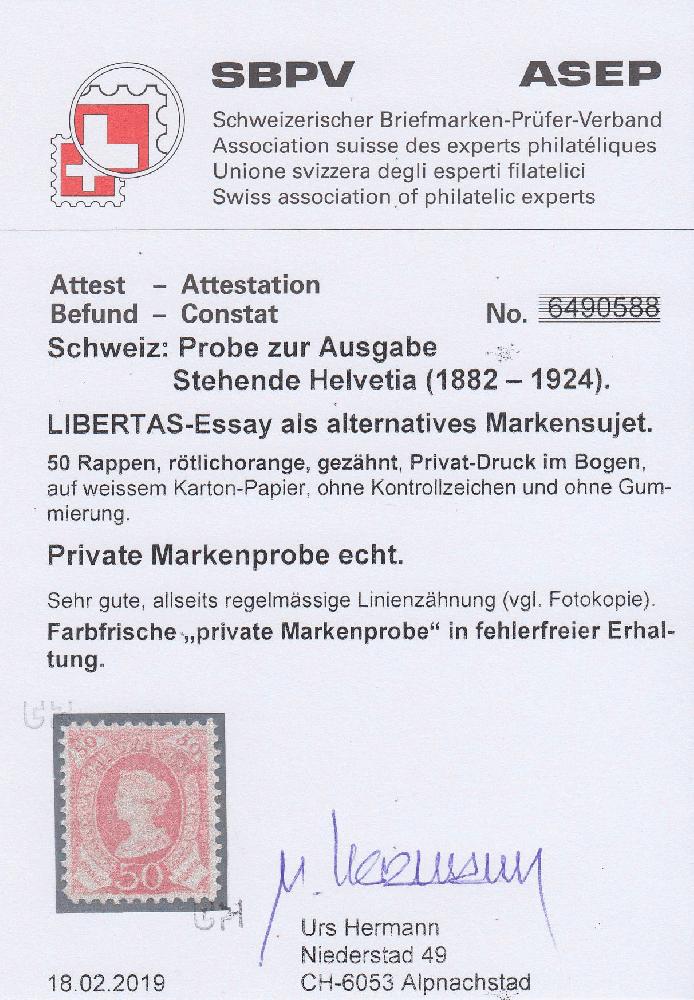 SBPV ASEP
Schweizerischer Briefmarken-Prüfer-Verband
Association suisse des experts philatéliques
Unione svizzera degli esperti filatelici
Swiss association of philatelic experts
Attest – Attestation
Befund – Constat No. 6490588
Schweiz: Probe zur Ausgabe
Stehende Helvetia (1882 – 1924).
LIBERTAS-Essay als alternatives Markensujet.
50 Rappen, rötlichorange, gezähnt, Privat-Druck im Bogen,
auf weissem Karton-Papier, ohne Kontrollzeichen und ohne Gum-
mierung.
Private Markenprobe echt.
Sehr gute, allseits regelmässige Linienzähnung (vgl. Fotokopie).
Farbfrische „private Markenprobe“ in fehlerfreier Erhal-
tung.
50 50
50
Urs Hermann
Niederstad 49
18.02.2019 CH-6053 Alpnachstad